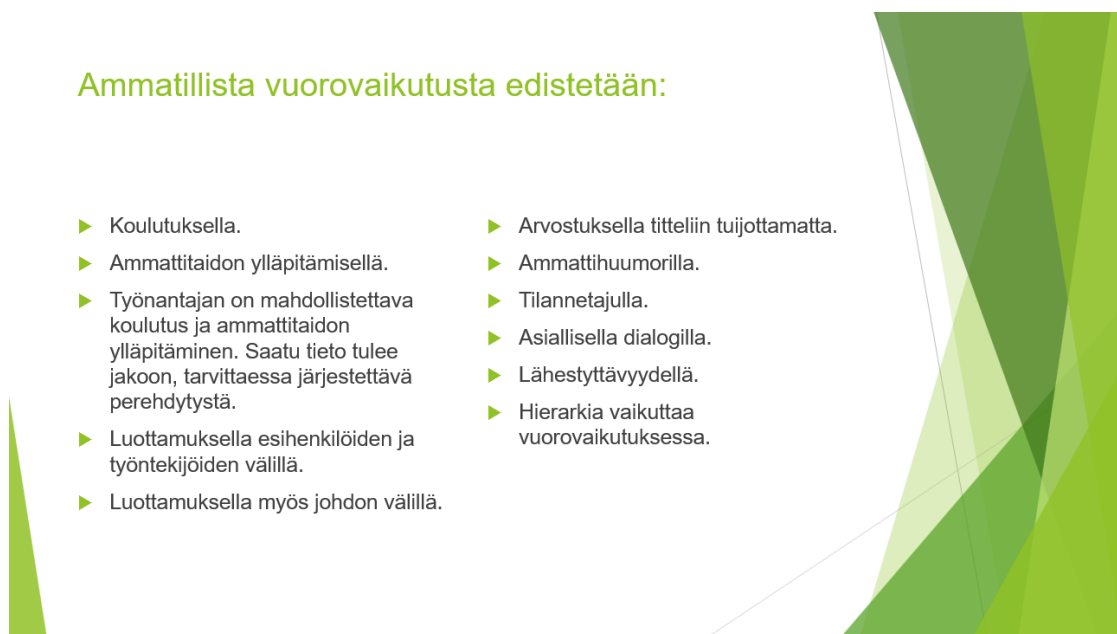 Ammatillista vuorovaikutusta edistetään:
Koulutuksella.
Ammattitaidon ylläpitämisellä.
Työnantajan on mahdollistettava
koulutus ja ammattitaidon
ylläpitäminen. Saatu tieto tulee
jakoon, tarvittaessa järjestettävä
perehdytystä.
Luottamuksella esihenkilöiden ja
työntekijöiden välillä.
Luottamuksella myös johdon välillä.
Arvostuksella titteliin tuijottamatta.
Ammattihuumorilla.
Tilannetajulla.
Asiallisella dialogilla.
Lähestyttävyydellä.
Hierarkia vaikuttaa
vuorovaikutuksessa.